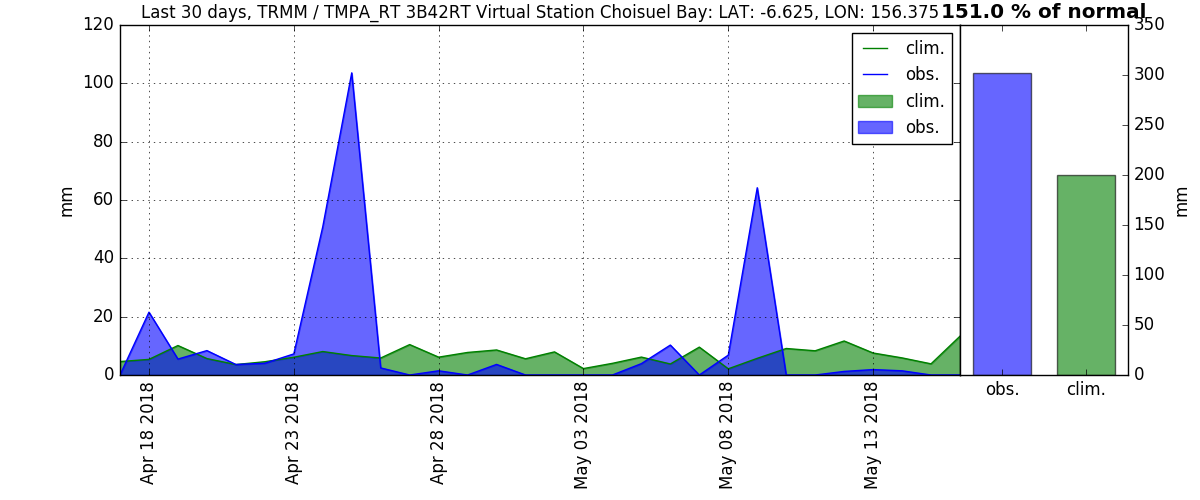 Last 30 days, TRMM / TMPA_RT 3B42RT Virtual Station Choisuel Bay: LAT: -6.625, LON: 156.375
151.0 % of normal
120
100
80
60
40
20
0
mm
clim.
obs.
clim.
obs.
Apr 18 2018
Apr 23 2018
Apr 28 2018
May 03 2018
May 08 2018
May 13 2018
350
300
250
200
150
100
50
0
mm
obs.
clim.